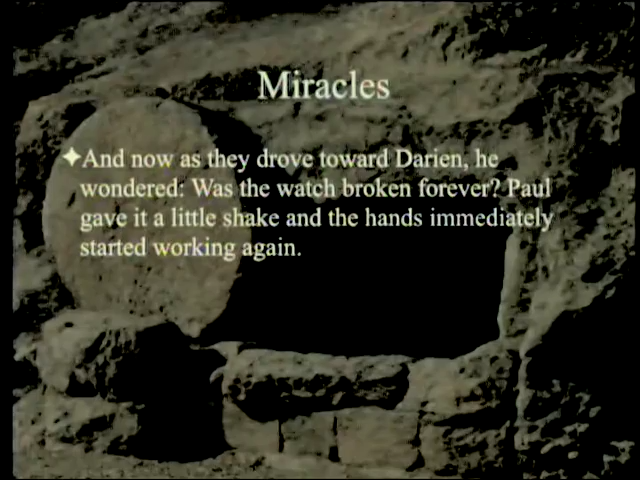 Miracles
✦And now as they drove toward Darien, he
wondered: Was the watch broken forever? Paul
gave it a little shake and the hands immediately
started working again.